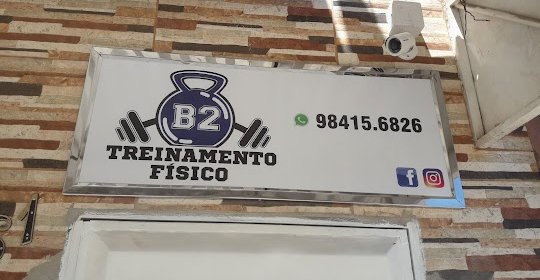 B2
TREINAMENTO
FÍSICO
98415.6826